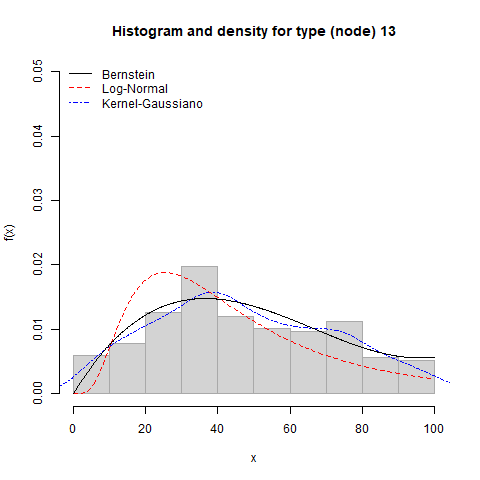 Histogram and density for type (node) 13
Bernstein
Log-Normal
Kernel-Gaussiano
f(x)
0.05
0.04
0.03
0.02
0.01
0.00
0 20 40 60 80 100
x